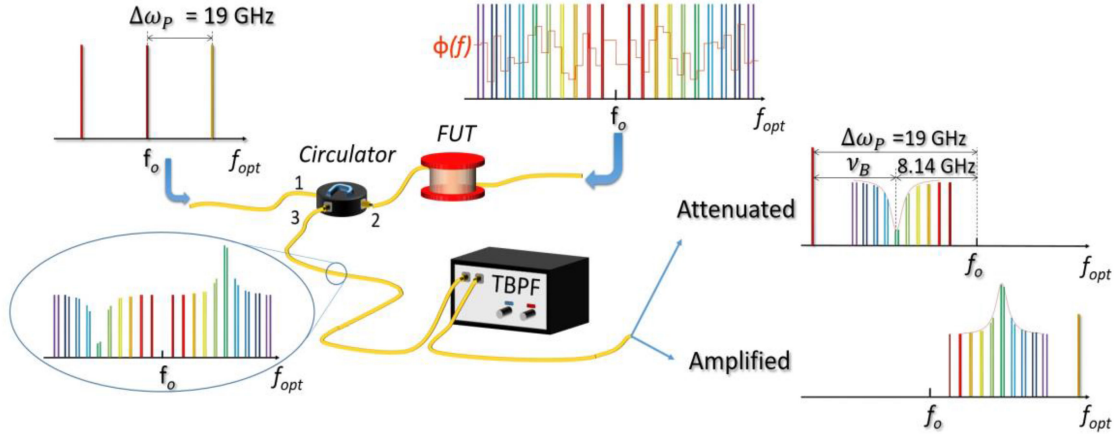 Δω_P = 19 GHz
f_o
f_opt
ϕ(f)
f_o
f_opt
FUT
Circulator
1
2
3
TBPF
f_o
f_opt
Attenuated
Δω_P =19 GHz
ν_B
8.14 GHz
f_o
f_opt
Amplified
f_o
f_opt